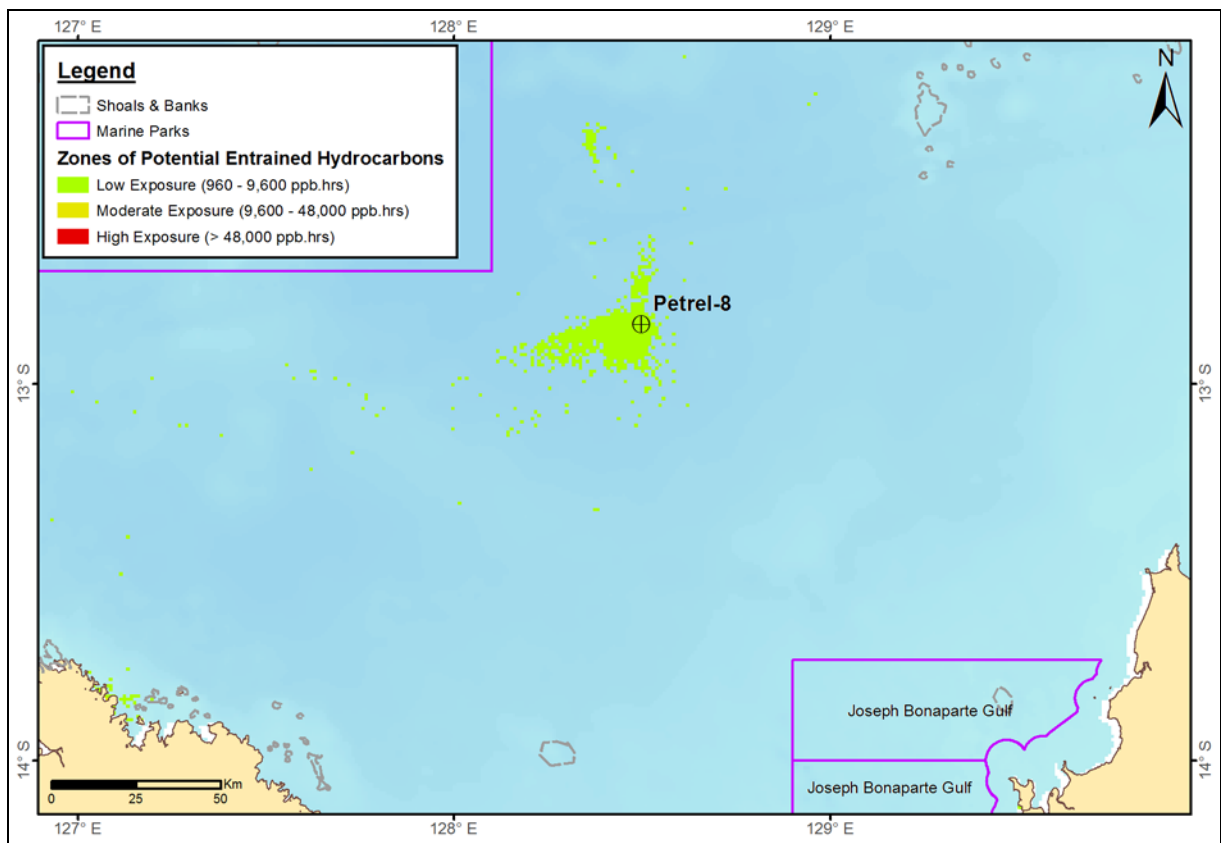 127° E
128° E
129° E
Legend
Shoals & Banks
Marine Parks
Zones of Potential Entrained Hydrocarbons
Low Exposure (960 - 9,600 ppb.hrs)
Moderate Exposure (9,600 - 48,000 ppb.hrs)
High Exposure (> 48,000 ppb.hrs)
N
Petrel-8
13° S
13° S
Joseph Bonaparte Gulf
14° S
14° S
Joseph Bonaparte Gulf
Km
0 25 50
127° E
128° E
129° E